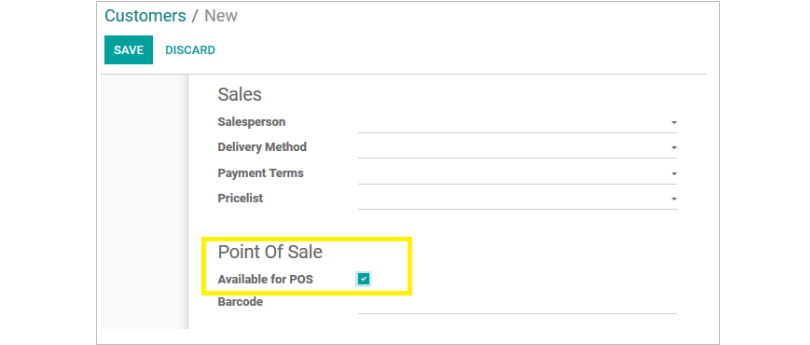 Customers / New
SAVE DISCARD
Sales
Salesperson
Delivery Method
Payment Terms
Pricelist
Point Of Sale
Available for POS
Barcode